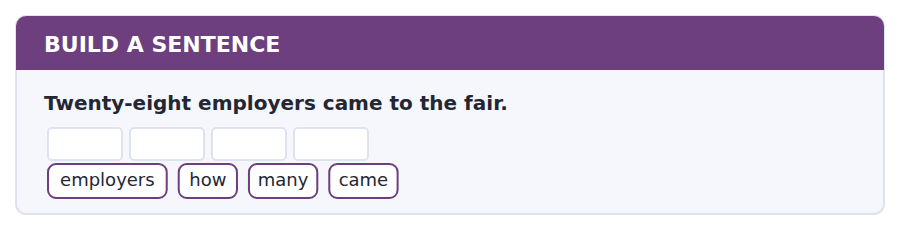 BUILD A SENTENCE
Twenty-eight employers came to the fair.
employers how many came